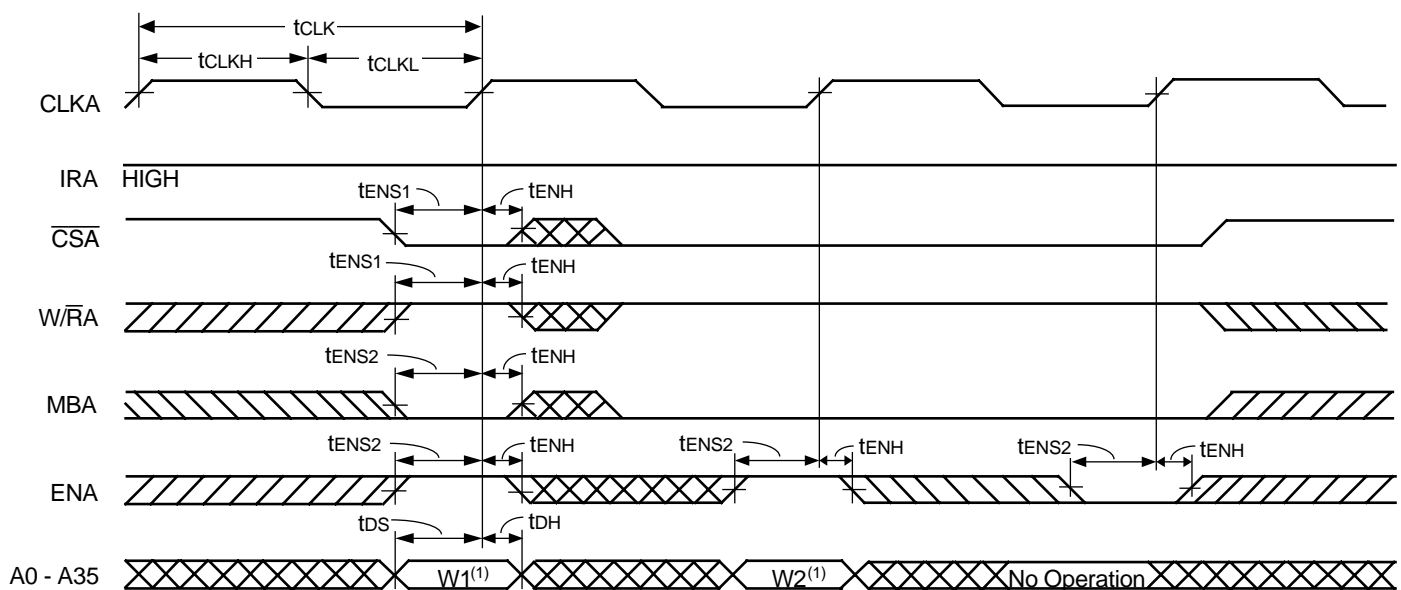 tCLK
tCLKH tCLKL
CLKA
IRA HIGH
tENS1 tENH
CSA
tENS1 tENH
W/RA
tENS2 tENH
MBA
tENS2 tENH tENS2 tENH tENS2 tENH
ENA
tDS tDH
A0 - A35 W1(1) W2(1) No Operation